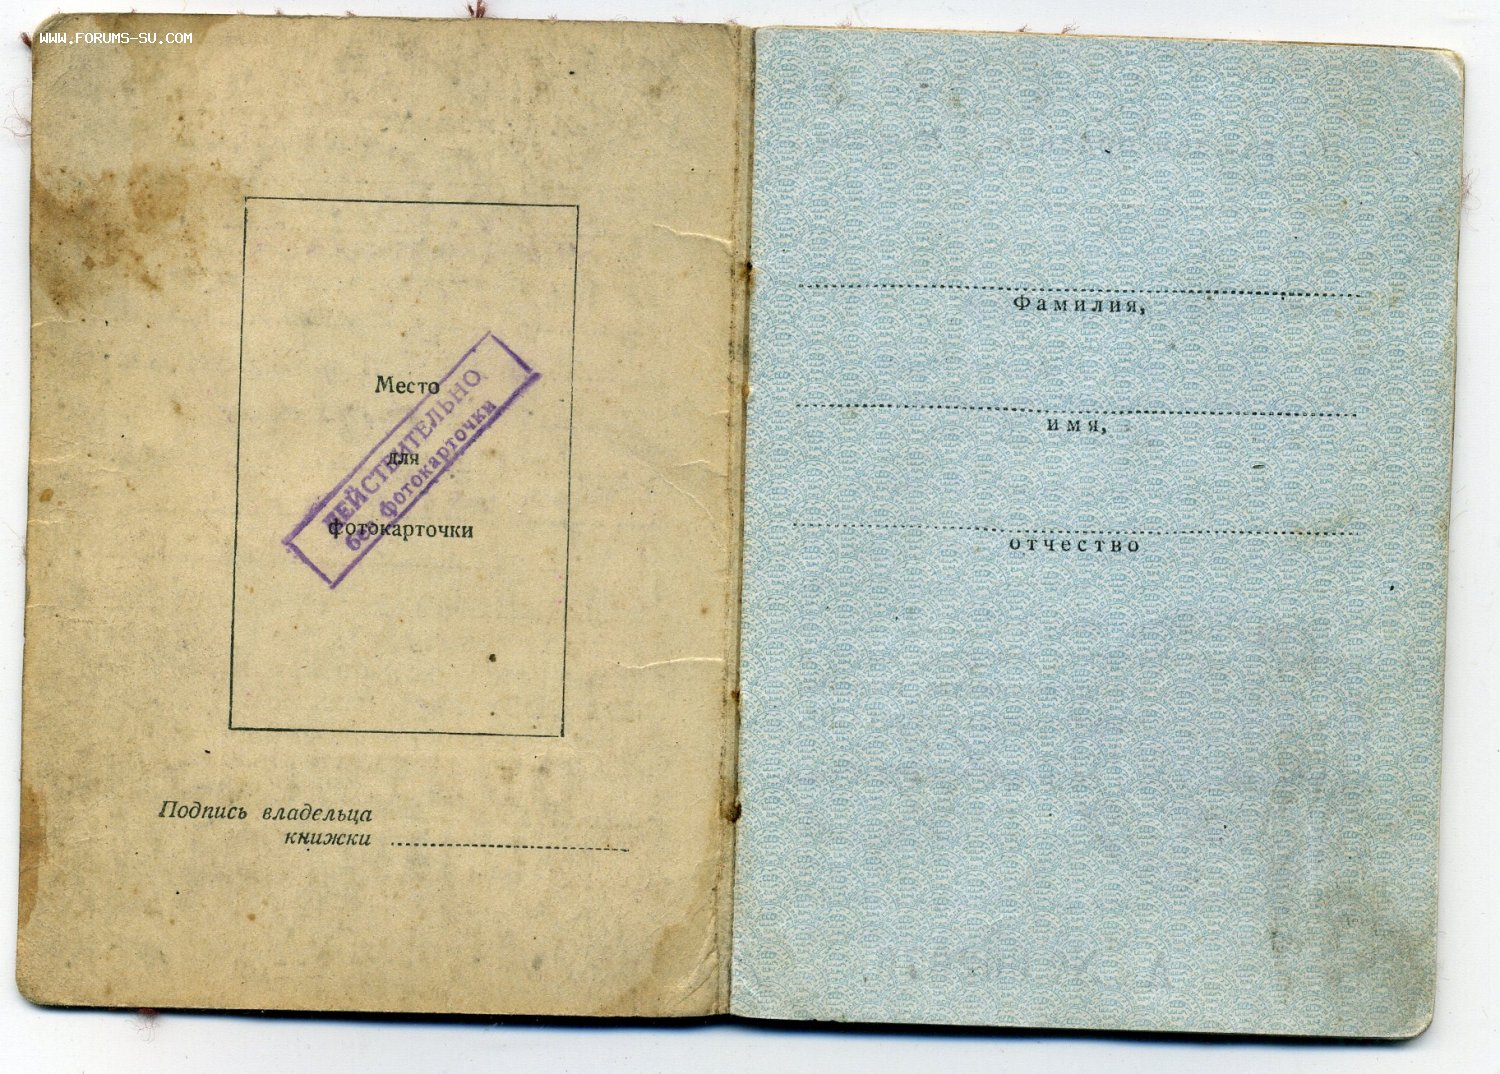 www.forums-su.com
Место
для
фотокарточки
ДЕЙСТВИТЕЛЬНО
без фотокарточки
Подпись владельца
книжки
Фамилия,
имя,
отчество